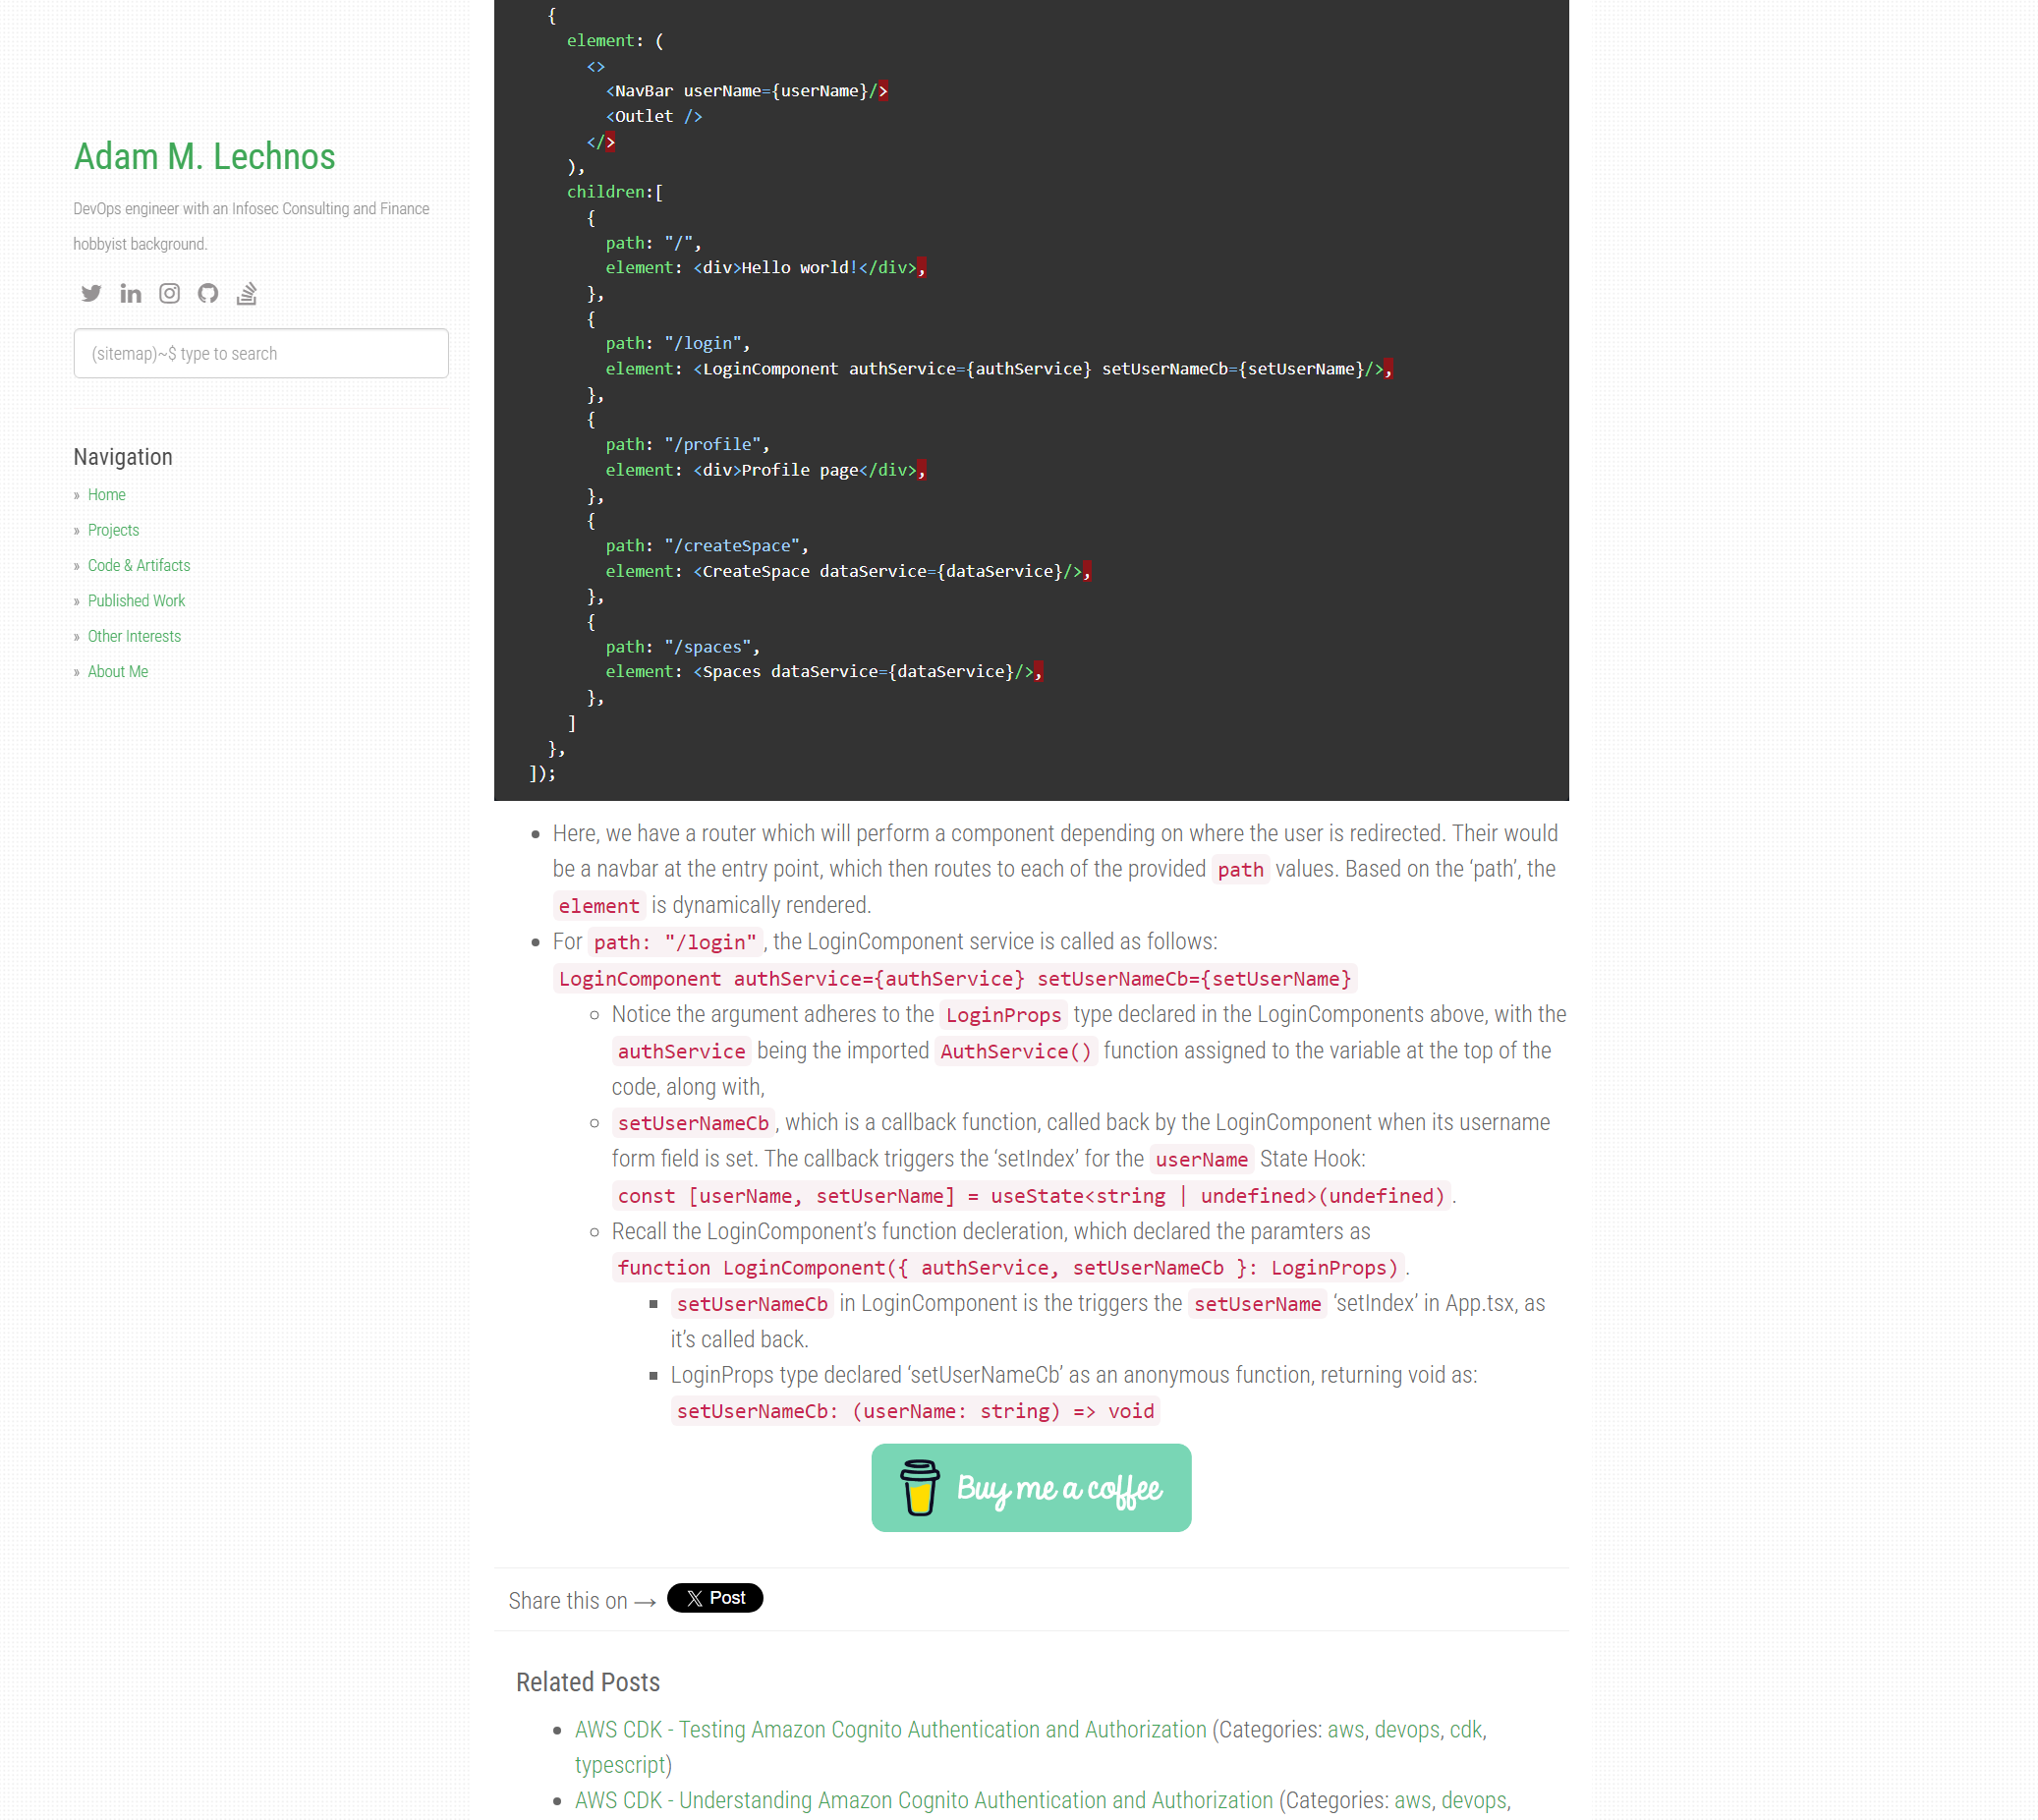 Adam M. Lechnos
DevOps engineer with an Infosec Consulting and Finance
hobbyist background.
(sitemap)~$ type to search
Navigation
» Home
» Projects
» Code & Artifacts
» Published Work
» Other Interests
» About Me
{
element: (
<>
<NavBar userName={userName}/>
<Outlet />
</>
),
children:[
{
path: "/",
element: <div>Hello world!</div>,
},
{
path: "/login",
element: <LoginComponent authService={authService} setUserNameCb={setUserName}/>,
},
{
path: "/profile",
element: <div>Profile page</div>,
},
{
path: "/createSpace",
element: <CreateSpace dataService={dataService}/>,
},
{
path: "/spaces",
element: <Spaces dataService={dataService}/>,
},
]
},
]);
Here, we have a router which will perform a component depending on where the user is redirected. Their would
be a navbar at the entry point, which then routes to each of the provided path values. Based on the ‘path’, the
element is dynamically rendered.
For path: "/login", the LoginComponent service is called as follows:
LoginComponent authService={authService} setUserNameCb={setUserName}
Notice the argument adheres to the LoginProps type declared in the LoginComponents above, with the
authService being the imported AuthService() function assigned to the variable at the top of the
code, along with,
setUserNameCb, which is a callback function, called back by the LoginComponent when its username
form field is set. The callback triggers the ‘setIndex’ for the userName State Hook:
const [userName, setUserName] = useState<string | undefined>(undefined).
Recall the LoginComponent’s function decleration, which declared the paramters as
function LoginComponent({ authService, setUserNameCb }: LoginProps).
setUserNameCb in LoginComponent is the triggers the setUserName ‘setIndex’ in App.tsx, as
it’s called back.
LoginProps type declared ‘setUserNameCb’ as an anonymous function, returning void as:
setUserNameCb: (userName: string) => void
Buy me a coffee
Share this on → X Post
Related Posts
AWS CDK - Testing Amazon Cognito Authentication and Authorization (Categories: aws, devops, cdk,
typescript)
AWS CDK - Understanding Amazon Cognito Authentication and Authorization (Categories: aws, devops,